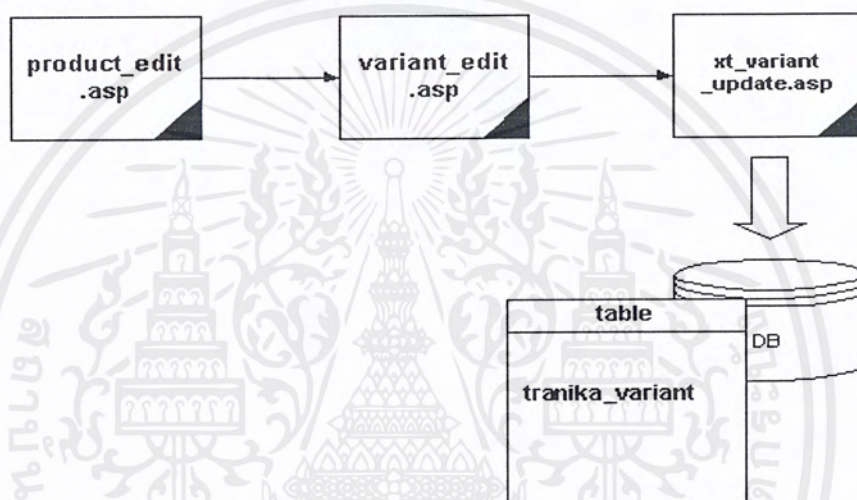 product_edit
.asp
variant_edit
.asp
xt_variant
_update.asp
table
DB
tranika_variant